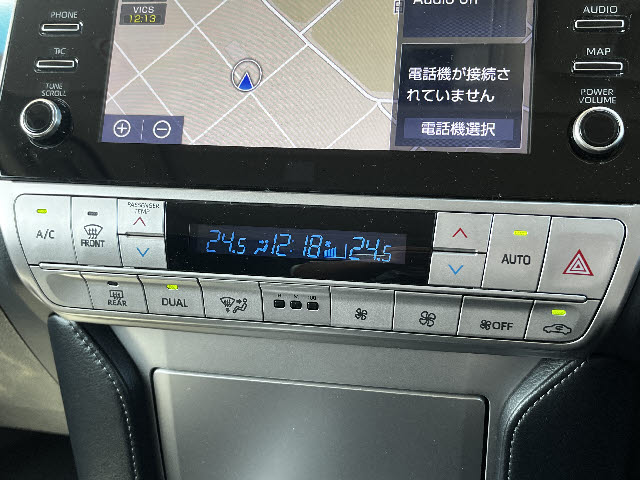 PHONE
T/C
TUNE
SCROLL
VICS
12:13
Audio off
電話機が接続さ
れていません
電話機選択
AUDIO
MAP
POWER
VOLUME
A/C
FRONT
PASSENGER
TEMP
24.5 12:18 24.5
AUTO
REAR
DUAL
OFF